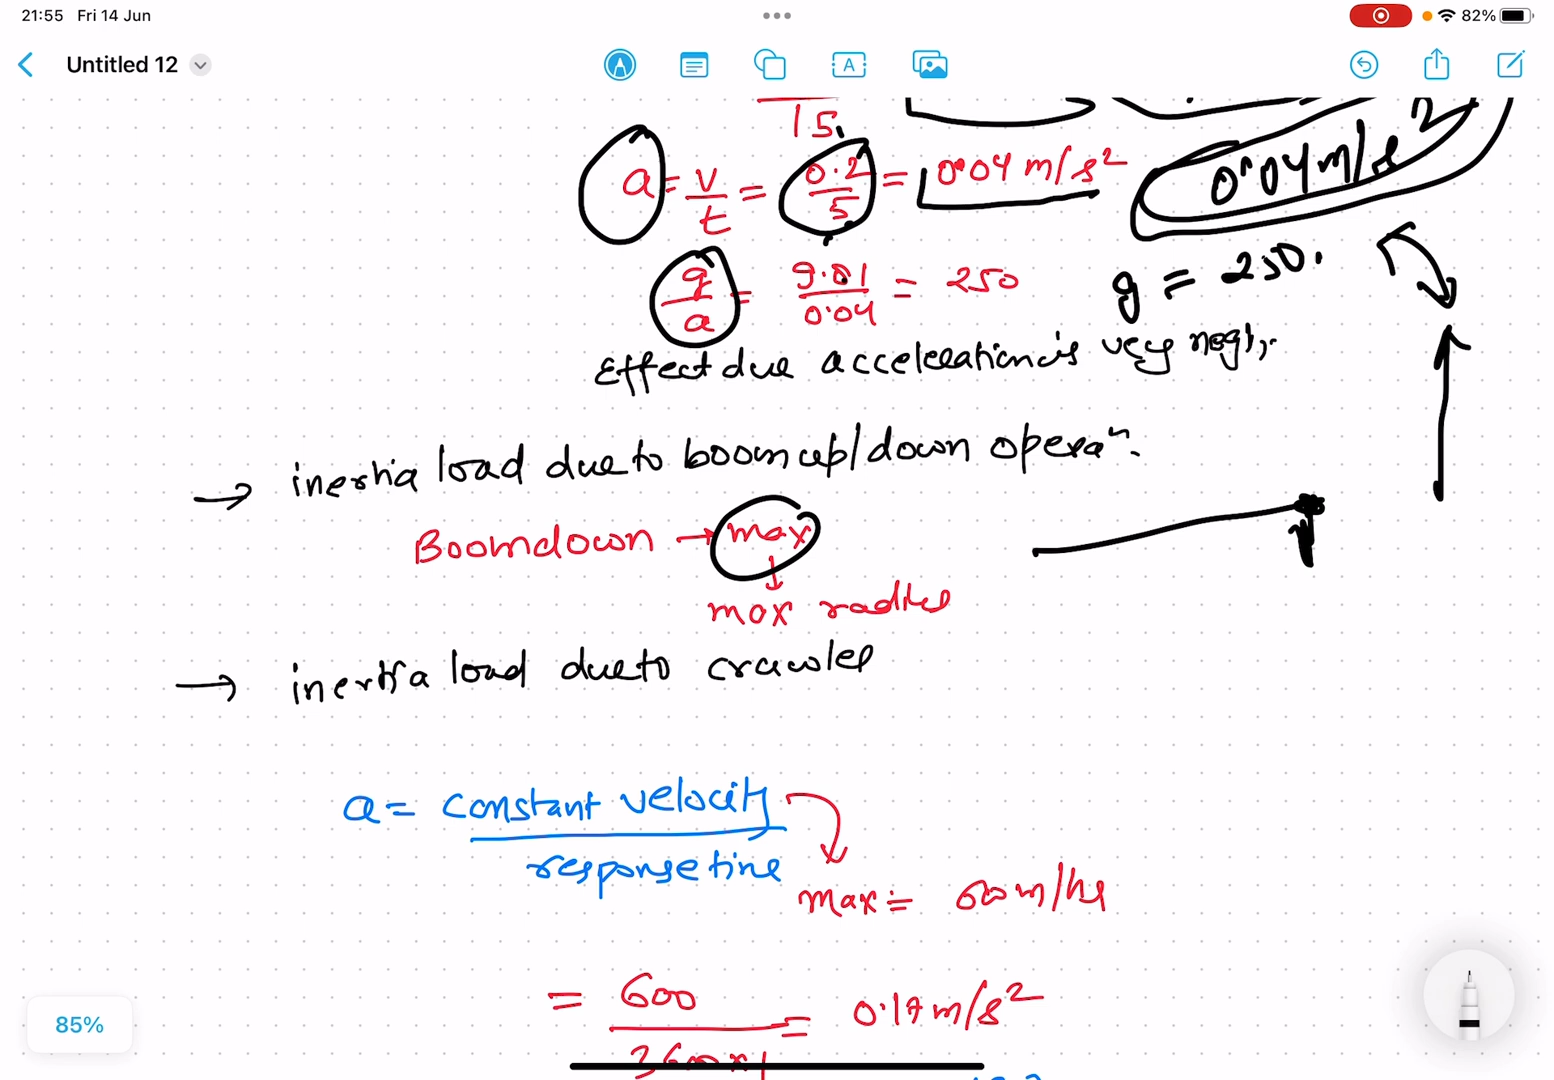 21:55 Fri 14 Jun
82%
Untitled 12
A
15
a = v/t = 0.2/5 = 0.04 m/s²
0.04 m/s²
g/a = 9.81/0.04 = 250
g = 250.
Effect due acceleration is very negl,.
→ inertia load due to boom up/down operaⁿ.
Boomdown → max
↓
max radius
→ inertia load due to crawler
a = constant velocity
response time
max = 600 m/hr
= 600 = 0.17 m/s²
3600 x 1
85%